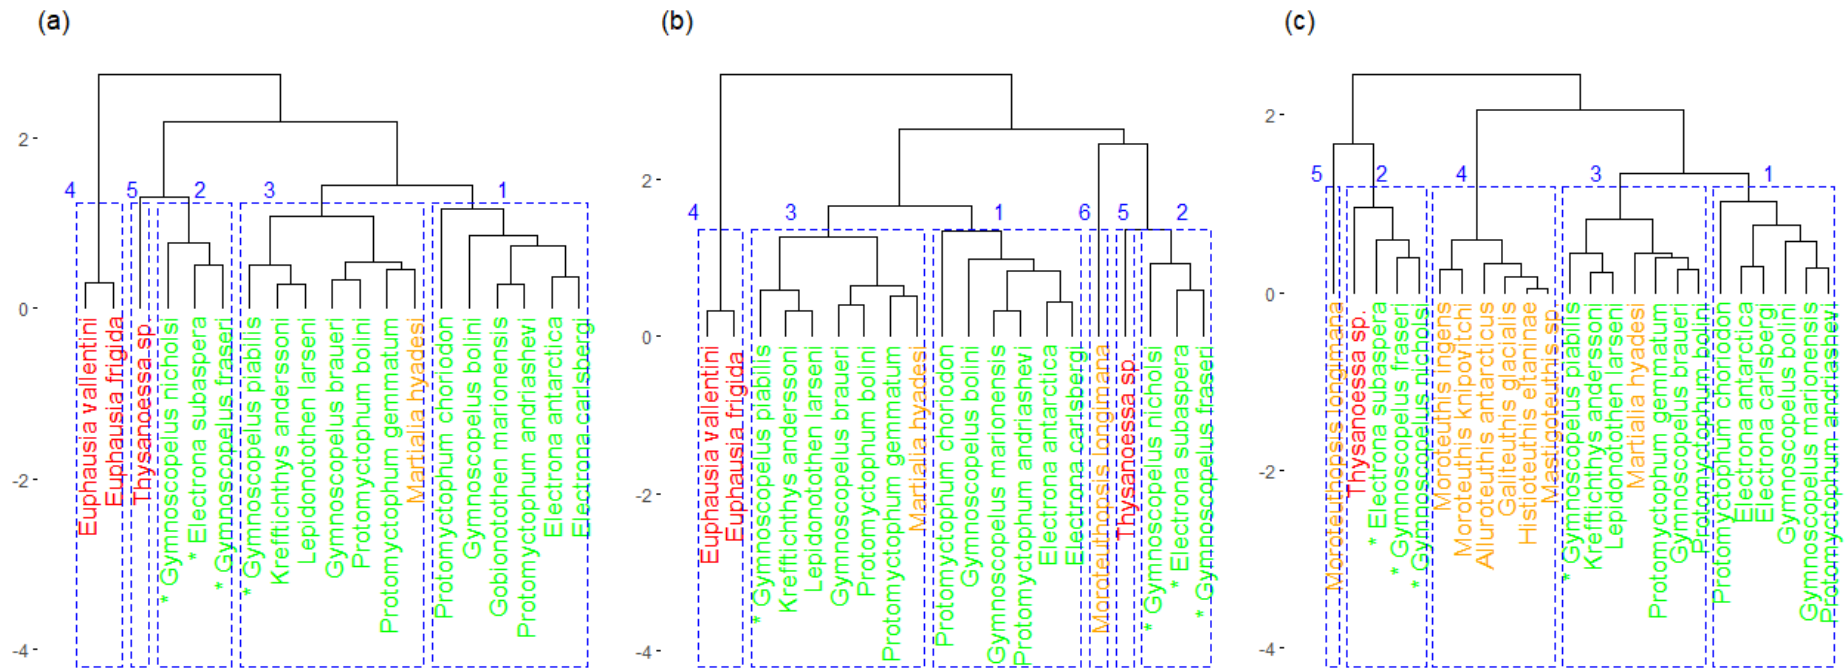 (a)
2
0
-2
-4
4
5
2
3
1
Euphausia vallentini
Euphausia frigida
Thysanoessa sp.
* Gymnoscopelus nicholsi
* Electrona subaspera
* Gymnoscopelus fraseri
* Gymnoscopelus piabilis
Krefftichthys anderssoni
Lepidonotothen larseni
Gymnoscopelus braueri
Protomyctophum bolini
Protomyctophum gemmatum
Martialia hyadesi
Protomyctophum choriodon
Gymnoscopelus bolini
Gobionotothen marionensis
Protomyctophum andriashevi
Electrona antarctica
Electrona carlsbergi
(b)
2
0
-2
-4
4
3
1
6
5
2
Euphausia vallentini
Euphausia frigida
* Gymnoscopelus piabilis
Krefftichthys anderssoni
Lepidonotothen larseni
Gymnoscopelus braueri
Protomyctophum bolini
Protomyctophum gemmatum
Martialia hyadesi
Protomyctophum choriodon
Gymnoscopelus bolini
Gymnoscopelus marionensis
Protomyctophum andriashevi
Electrona antarctica
Electrona carlsbergi
Moroteuthopsis longimana
Thysanoessa sp.
* Gymnoscopelus nicholsi
* Electrona subaspera
* Gymnoscopelus fraseri
(c)
2
0
-2
-4
5
2
4
3
1
Moroteuthopsis longimana
Thysanoessa sp.
* Electrona subaspera
* Gymnoscopelus fraseri
* Gymnoscopelus nicholsi
Moroteuthis ingens
Moroteuthis knipovitchi
Alluroteuthis antarcticus
Galiteuthis glacialis
Histioteuthis eltaninae
Mastigoteuthis sp.
* Gymnoscopelus piabilis
Krefftichthys anderssoni
Lepidonotothen larseni
Martialia hyadesi
Protomyctophum gemmatum
Gymnoscopelus braueri
Protomyctophum bolini
Protomyctophum choriodon
Electrona antarctica
Electrona carlsbergi
Gymnoscopelus bolini
Gymnoscopelus marionensis
Protomyctophum andriashevi